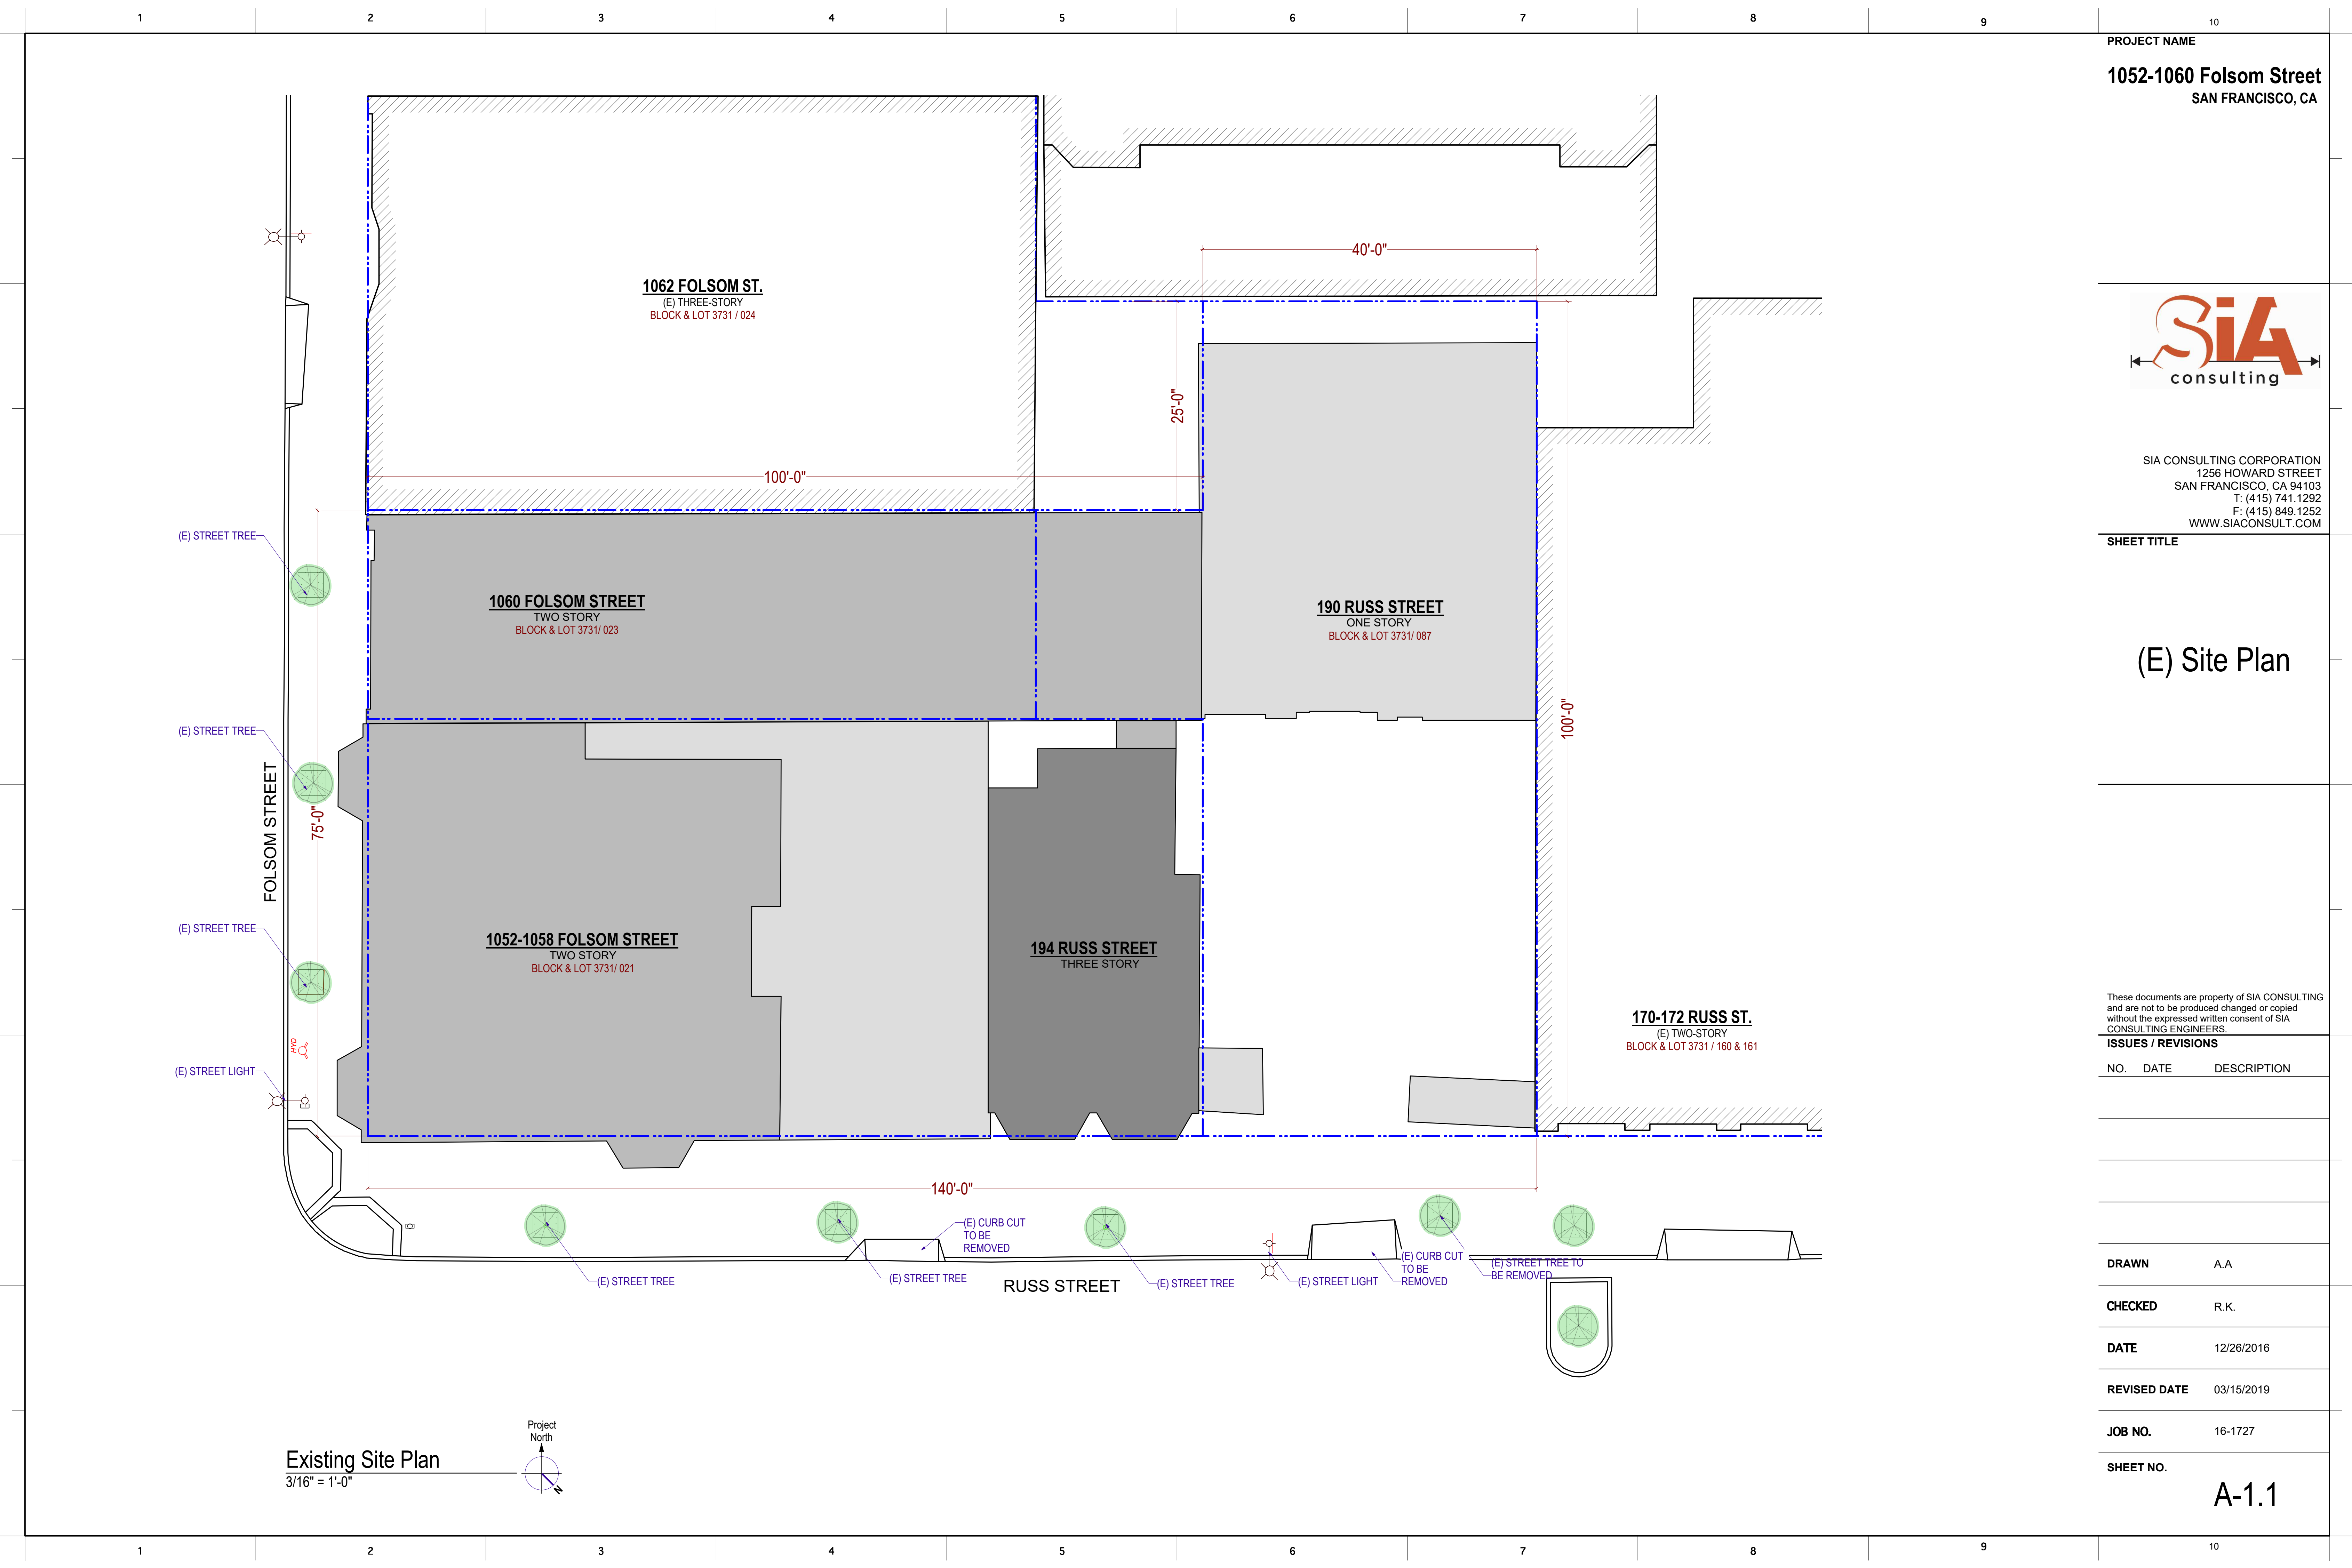 1 2 3 4 5 6 7 8 9 10
PROJECT NAME
1052-1060 Folsom Street
SAN FRANCISCO, CA
SiA
consulting
SIA CONSULTING CORPORATION
1256 HOWARD STREET
SAN FRANCISCO, CA 94103
T: (415) 741.1292
F: (415) 849.1252
WWW.SIACONSULT.COM
SHEET TITLE
(E) Site Plan
These documents are property of SIA CONSULTING
and are not to be produced changed or copied
without the expressed written consent of SIA
CONSULTING ENGINEERS.
ISSUES / REVISIONS
NO. DATE DESCRIPTION
DRAWN A.A
CHECKED R.K.
DATE 12/26/2016
REVISED DATE 03/15/2019
JOB NO. 16-1727
SHEET NO.
A-1.1
1062 FOLSOM ST.
(E) THREE-STORY
BLOCK & LOT 3731 / 024
40'-0"
25'-0"
100'-0"
(E) STREET TREE
1060 FOLSOM STREET
TWO STORY
BLOCK & LOT 3731/ 023
190 RUSS STREET
ONE STORY
BLOCK & LOT 3731/ 087
100'-0"
(E) STREET TREE
FOLSOM STREET
75'-0"
(E) STREET TREE
1052-1058 FOLSOM STREET
TWO STORY
BLOCK & LOT 3731/ 021
194 RUSS STREET
THREE STORY
170-172 RUSS ST.
(E) TWO-STORY
BLOCK & LOT 3731 / 160 & 161
HYD
(E) STREET LIGHT
140'-0"
(E) CURB CUT
TO BE
REMOVED
(E) STREET TREE
(E) STREET TREE
RUSS STREET
(E) STREET TREE
(E) STREET LIGHT
(E) CURB CUT
TO BE
REMOVED
(E) STREET TREE TO
BE REMOVED
Existing Site Plan
3/16" = 1'-0"
Project
North
N
1 2 3 4 5 6 7 8 9 10